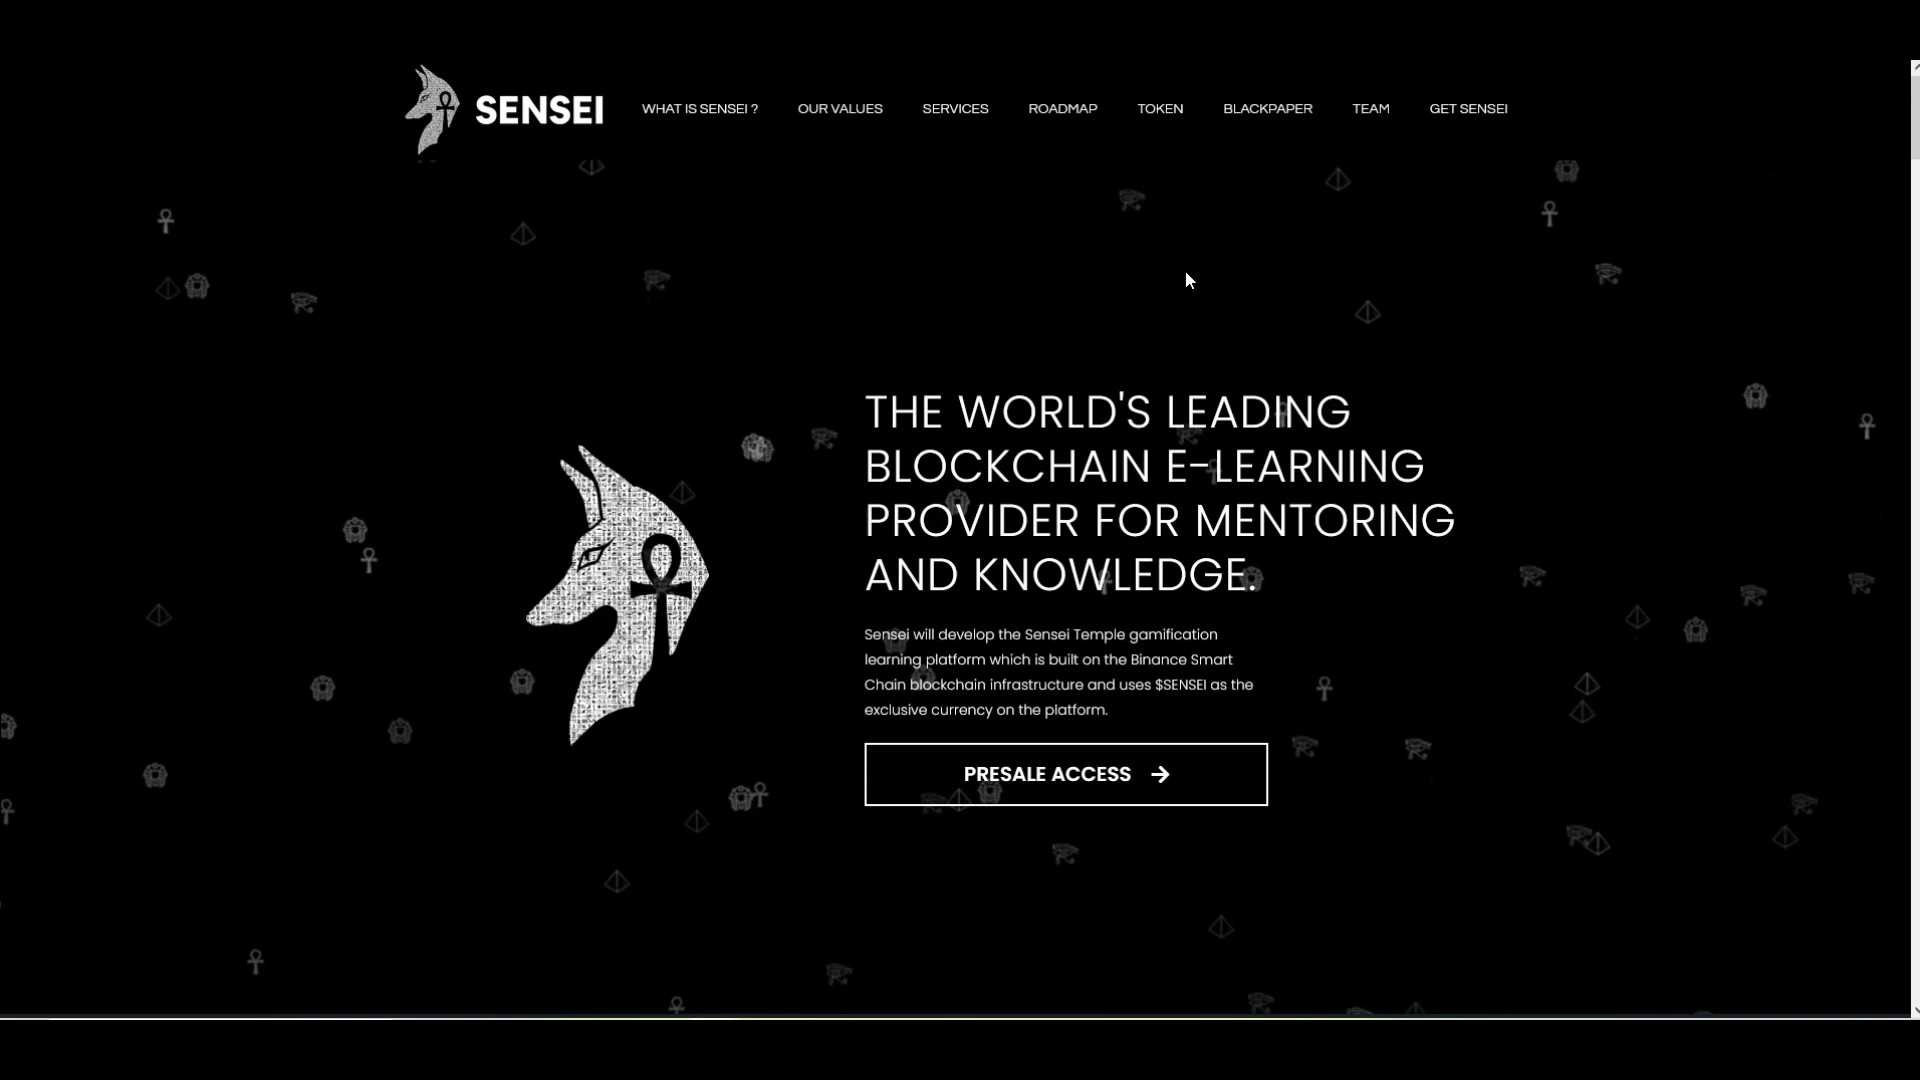 SENSEI
WHAT IS SENSEI ? OUR VALUES SERVICES ROADMAP TOKEN BLACKPAPER TEAM GET SENSEI
THE WORLD'S LEADING
BLOCKCHAIN E-LEARNING
PROVIDER FOR MENTORING
AND KNOWLEDGE.
Sensei will develop the Sensei Temple gamification
learning platform which is built on the Binance Smart
Chain blockchain infrastructure and uses $SENSEI as the
exclusive currency on the platform.
PRESALE ACCESS →